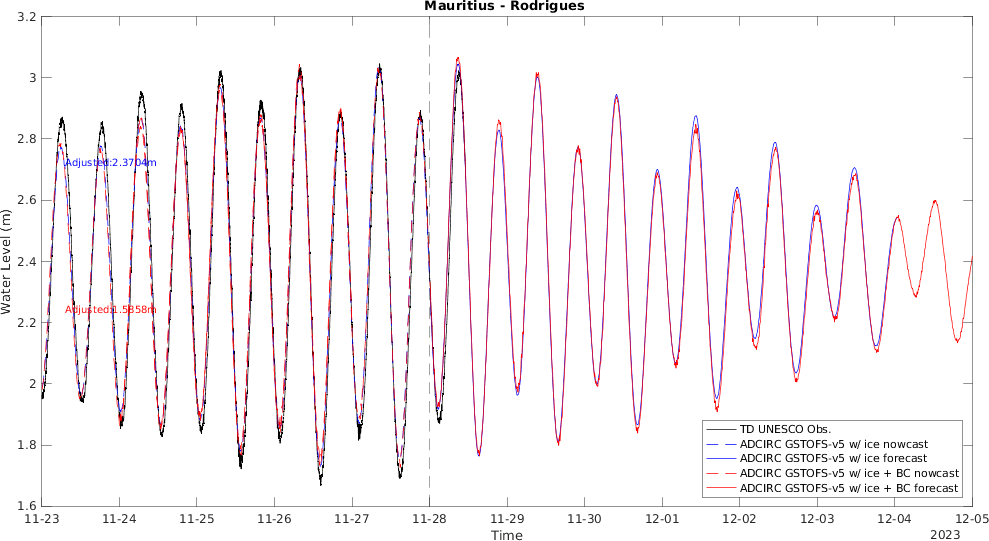 Mauritius - Rodrigues
3.2
3
2.8
2.6
2.4
2.2
2
1.8
1.6
Water Level (m)
Adjusted:2.3704m
Adjusted:1.5858m
TD UNESCO Obs.
ADCIRC GSTOFS-v5 w/ ice nowcast
ADCIRC GSTOFS-v5 w/ ice forecast
ADCIRC GSTOFS-v5 w/ ice + BC nowcast
ADCIRC GSTOFS-v5 w/ ice + BC forecast
11-23 11-24 11-25 11-26 11-27 11-28 11-29 11-30 12-01 12-02 12-03 12-04 12-05
Time
2023